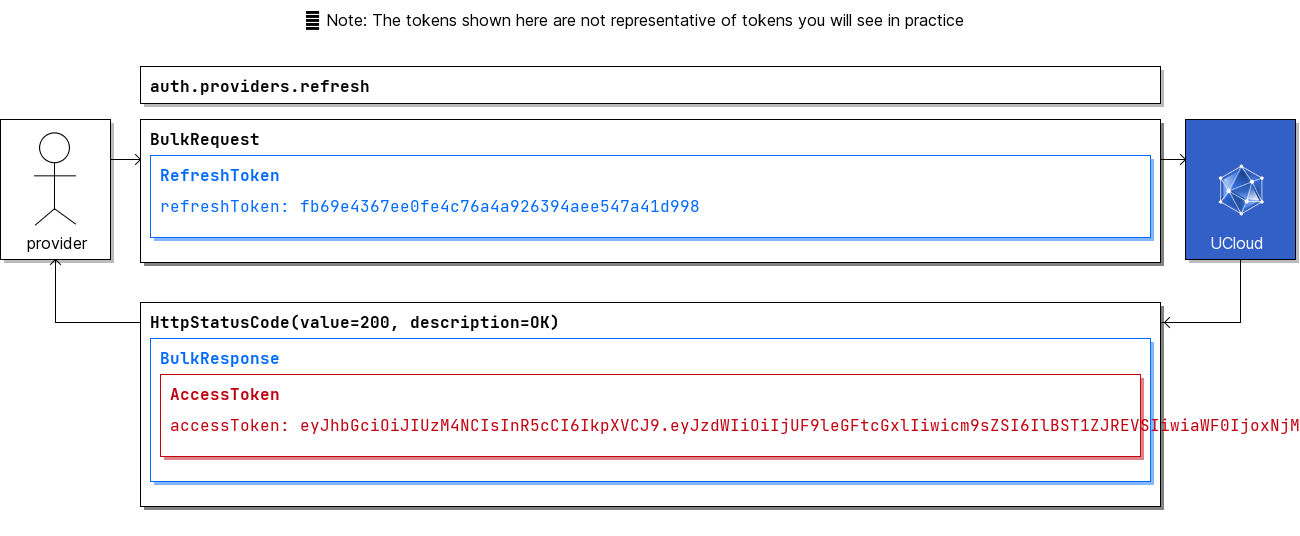 Note: The tokens shown here are not representative of tokens you will see in practice
auth.providers.refresh
BulkRequest
RefreshToken
refreshToken: fb69e4367ee0fe4c76a4a926394aee547a41d998
provider
UCloud
HttpStatusCode(value=200, description=OK)
BulkResponse
AccessToken
accessToken: eyJhbGciOiJIUzM4NCIsInR5cCI6IkpXVCJ9.eyJzdWIiOiIjUF9leGFtcGxlIiwicm9sZSI6IlBST1ZJREVSIiwiaWF0IjoxNjM